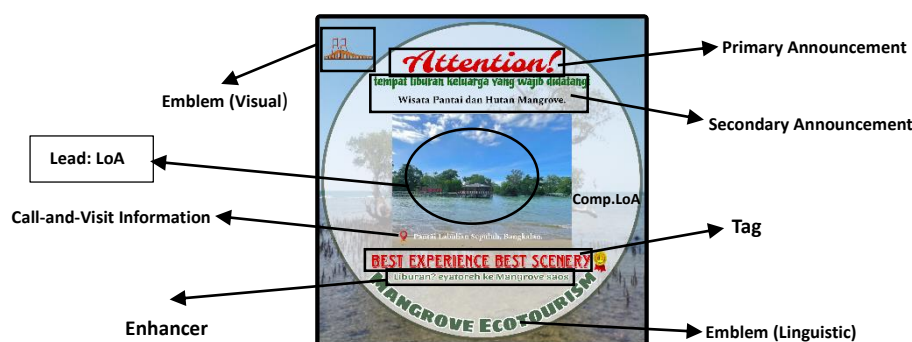 Attention!
Primary Announcement
tempat liburan keluarga yang wajib didatang
Emblem (Visual)
Wisata Pantai dan Hutan Mangrove.
Secondary Announcement
Lead: LoA
Comp.LoA
Call-and-Visit Information
Pantai Labuhan Sepuluh, Bangkalan.
Tag
BEST EXPERIENCE BEST SCENERY
Liburan? eyatoreh ke Mangrove saos
Enhancer
MANGROVE ECOTOURISM
Emblem (Linguistic)